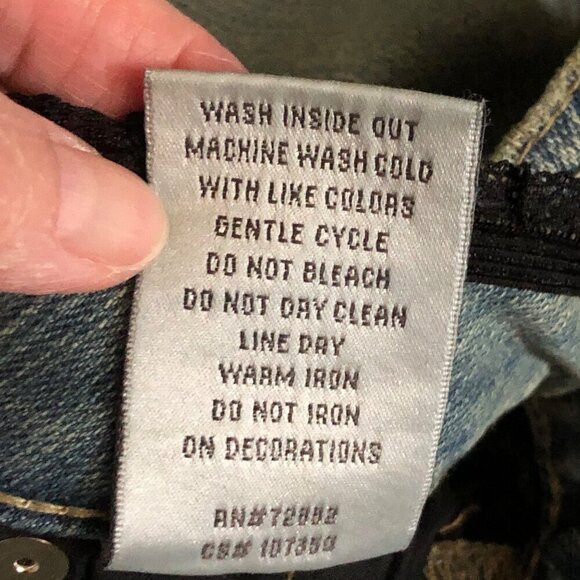 WASH INSIDE OUT
MACHINE WASH COLD
WITH LIKE COLORS
GENTLE CYCLE
DO NOT BLEACH
DO NOT DRY CLEAN
LINE DRY
WARM IRON
DO NOT IRON
ON DECORATIONS